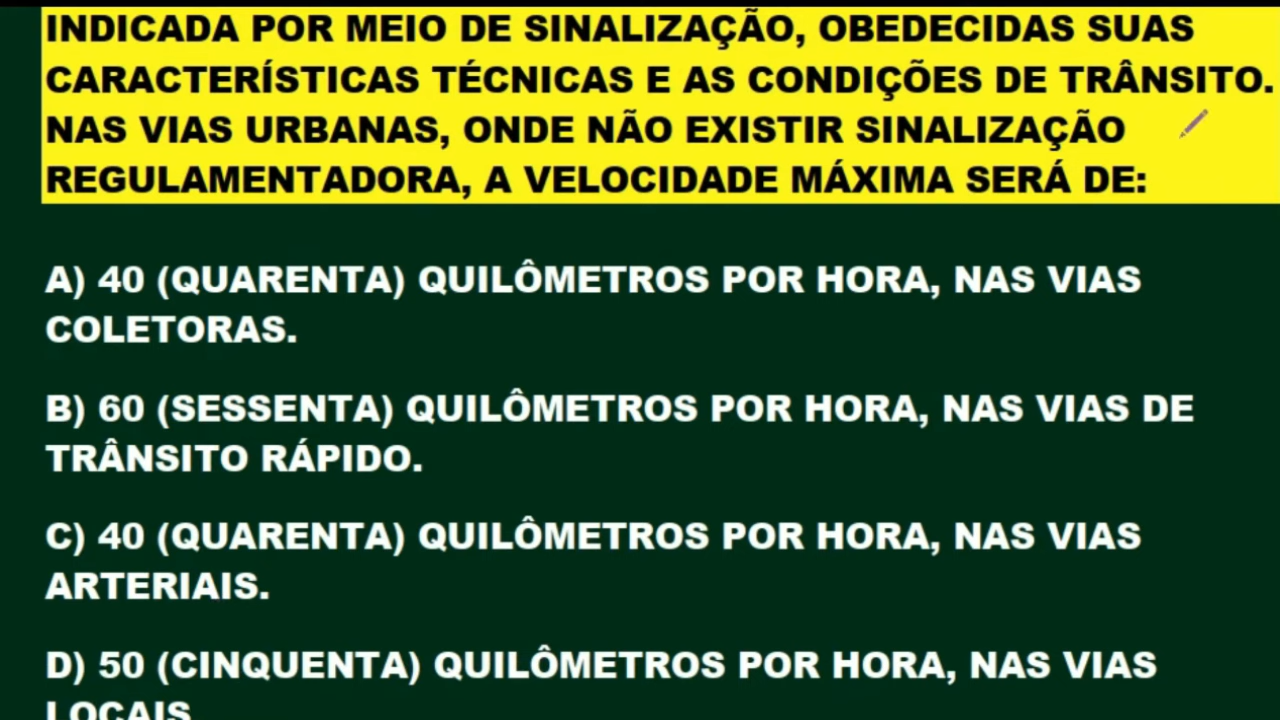 INDICADA POR MEIO DE SINALIZAÇÃO, OBEDECIDAS SUAS
CARACTERÍSTICAS TÉCNICAS E AS CONDIÇÕES DE TRÂNSITO.
NAS VIAS URBANAS, ONDE NÃO EXISTIR SINALIZAÇÃO
REGULAMENTADORA, A VELOCIDADE MÁXIMA SERÁ DE:
A) 40 (QUARENTA) QUILÔMETROS POR HORA, NAS VIAS
COLETORAS.
B) 60 (SESSENTA) QUILÔMETROS POR HORA, NAS VIAS DE
TRÂNSITO RÁPIDO.
C) 40 (QUARENTA) QUILÔMETROS POR HORA, NAS VIAS
ARTERIAIS.
D) 50 (CINQUENTA) QUILÔMETROS POR HORA, NAS VIAS
LOCAIS